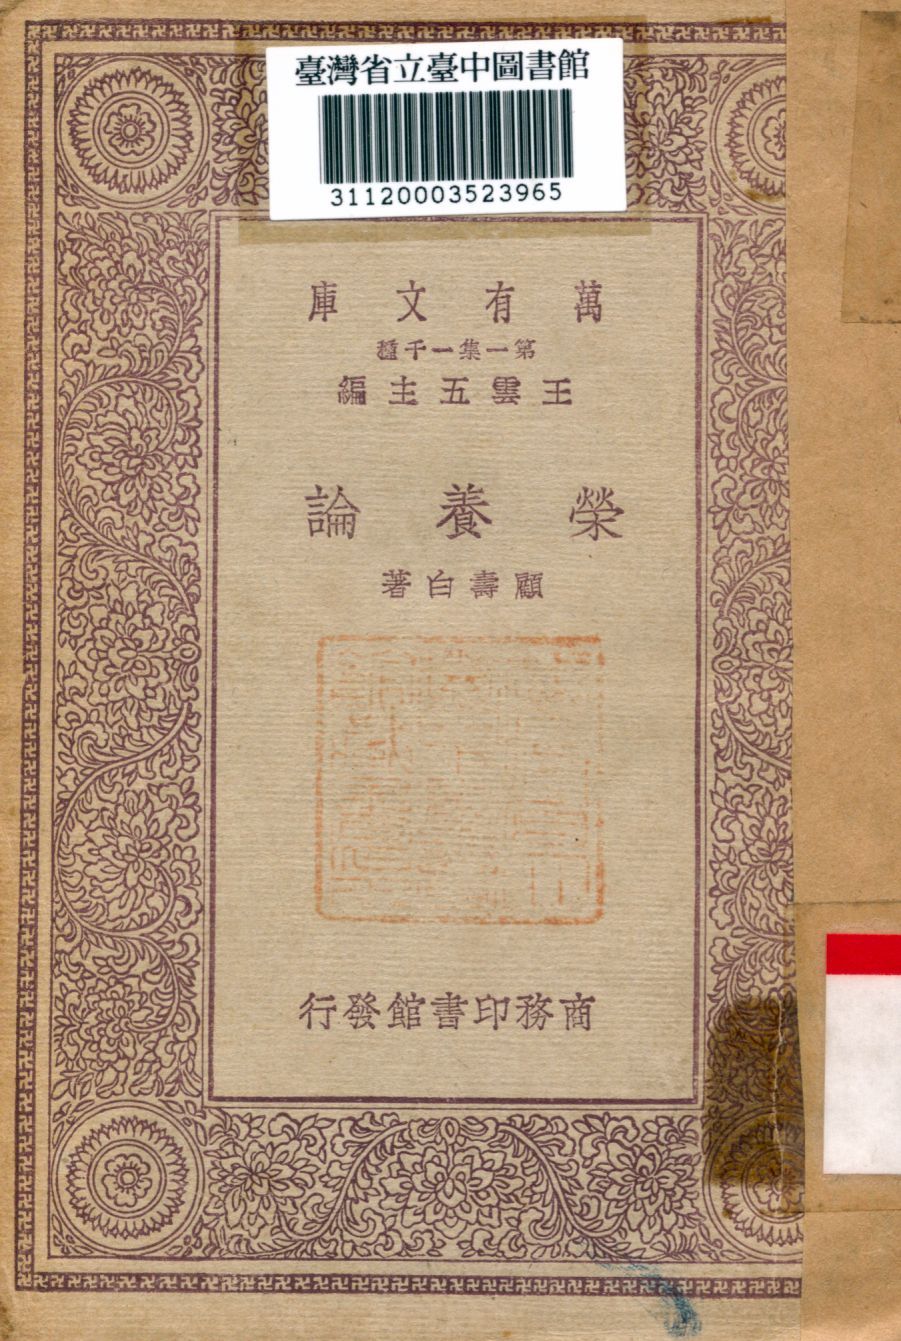 臺灣省立臺中圖書館
31120003523965
萬有文庫
第一集一千種
王雲五主編
榮養論
顧壽白著
商務印書館發行